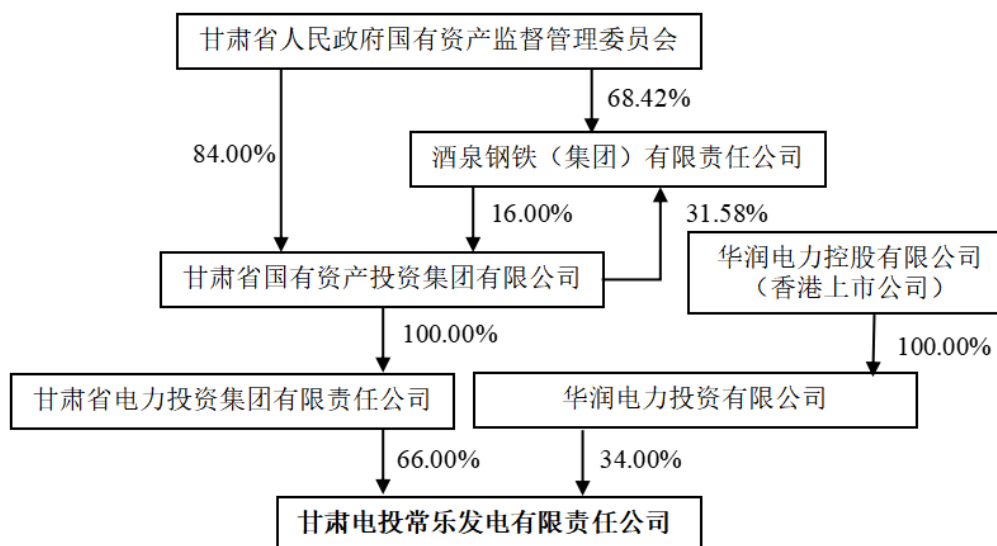 甘肃省人民政府国有资产监督管理委员会
68.42%
84.00%
酒泉钢铁（集团）有限责任公司
16.00%
31.58%
华润电力控股有限公司
（香港上市公司）
甘肃省国有资产投资集团有限公司
100.00%
100.00%
甘肃省电力投资集团有限责任公司
华润电力投资有限公司
66.00%
34.00%
甘肃电投常乐发电有限责任公司